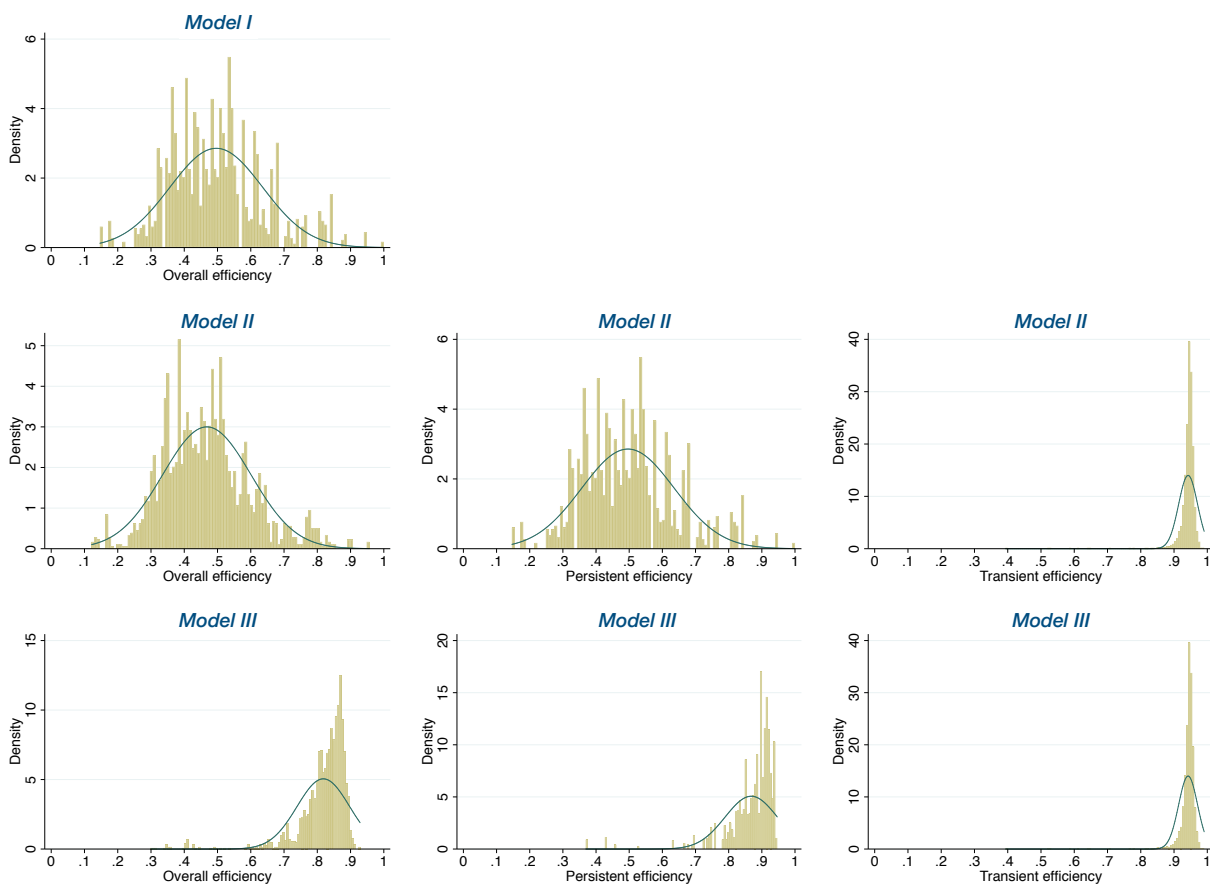 Model I
6
4
2
0
Density
0 .1 .2 .3 .4 .5 .6 .7 .8 .9 1
Overall efficiency
Model II
5
4
3
2
1
0
Density
0 .1 .2 .3 .4 .5 .6 .7 .8 .9 1
Overall efficiency
Model II
6
4
2
0
Density
0 .1 .2 .3 .4 .5 .6 .7 .8 .9 1
Persistent efficiency
Model II
40
30
20
10
0
Density
0 .1 .2 .3 .4 .5 .6 .7 .8 .9 1
Transient efficiency
Model III
15
10
5
0
Density
0 .1 .2 .3 .4 .5 .6 .7 .8 .9 1
Overall efficiency
Model III
20
15
10
5
0
Density
0 .1 .2 .3 .4 .5 .6 .7 .8 .9 1
Persistent efficiency
Model III
40
30
20
10
0
Density
0 .1 .2 .3 .4 .5 .6 .7 .8 .9 1
Transient efficiency